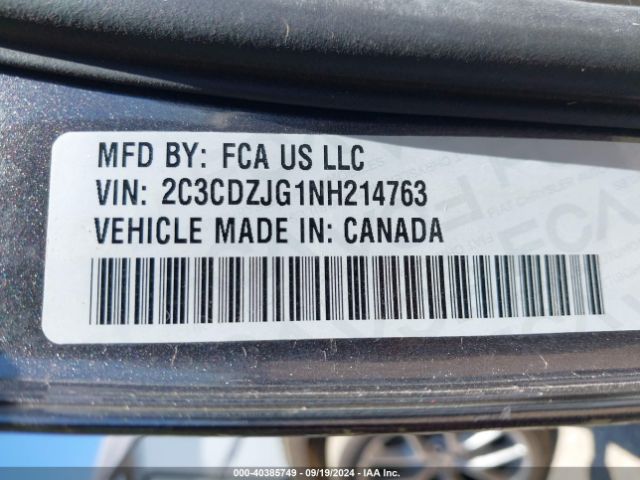 MFD BY: FCA US LLC
VIN: 2C3CDZJG1NH214763
VEHICLE MADE IN: CANADA
000-40385749 - 09/19/2024 - IAA Inc.